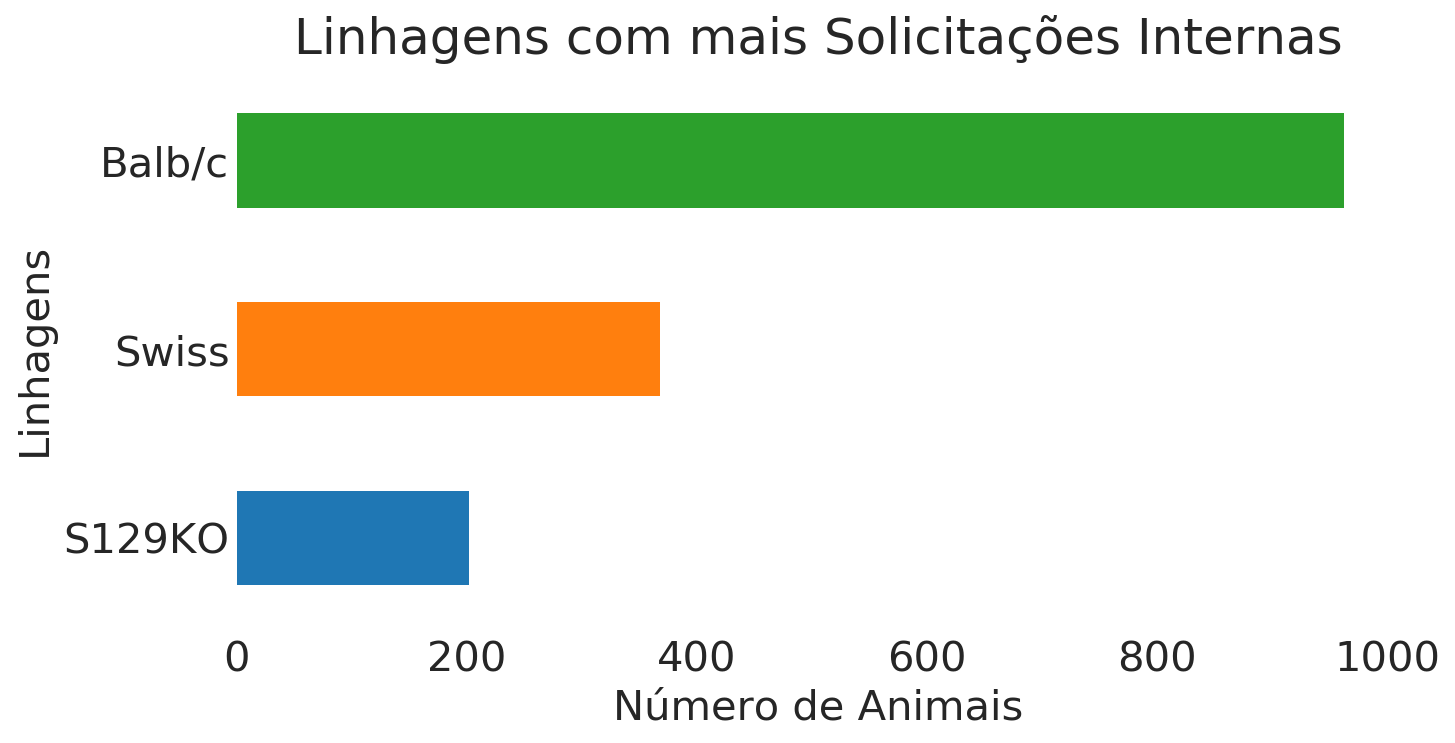 Linhagens com mais Solicitações Internas
Balb/c
Swiss
S129KO
Linhagens
0 200 400 600 800 1000
Número de Animais